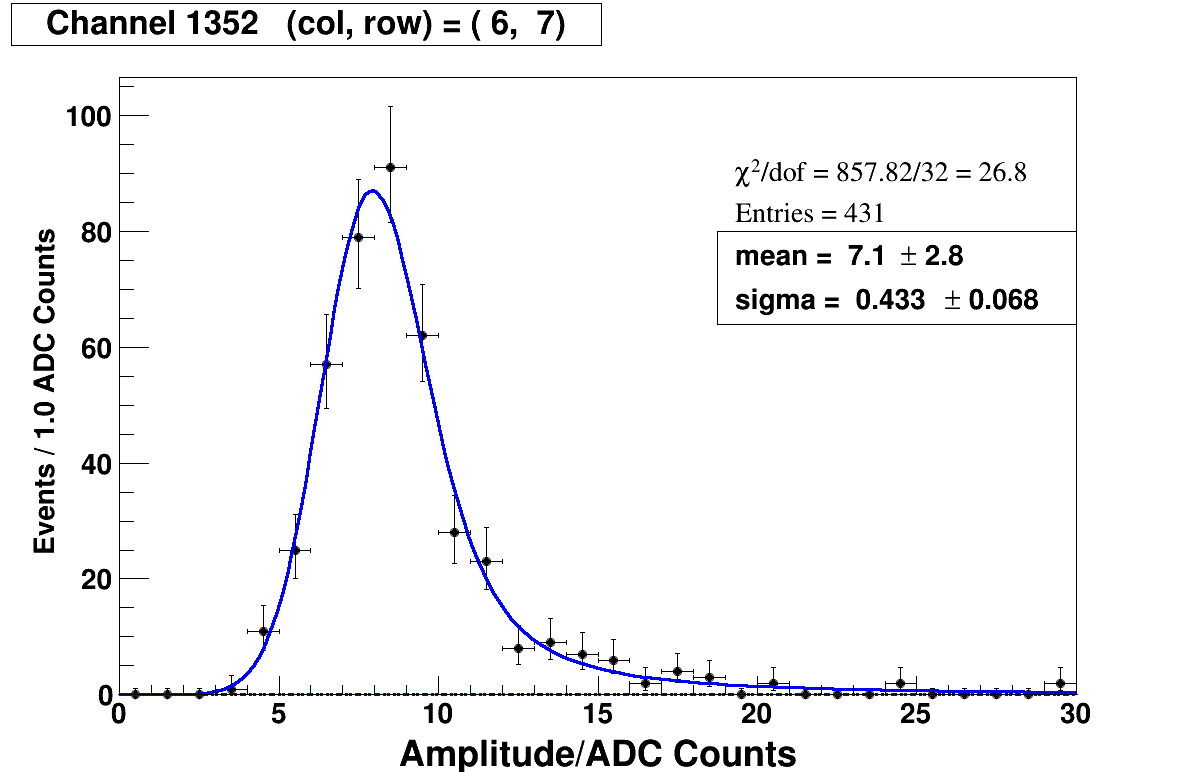 Channel 1352 (col, row) = ( 6, 7)
χ²/dof = 857.82/32 = 26.8
Entries = 431
mean = 7.1 ± 2.8
sigma = 0.433 ± 0.068
Events / 1.0 ADC Counts
100
80
60
40
20
0
0 5 10 15 20 25 30
Amplitude/ADC Counts